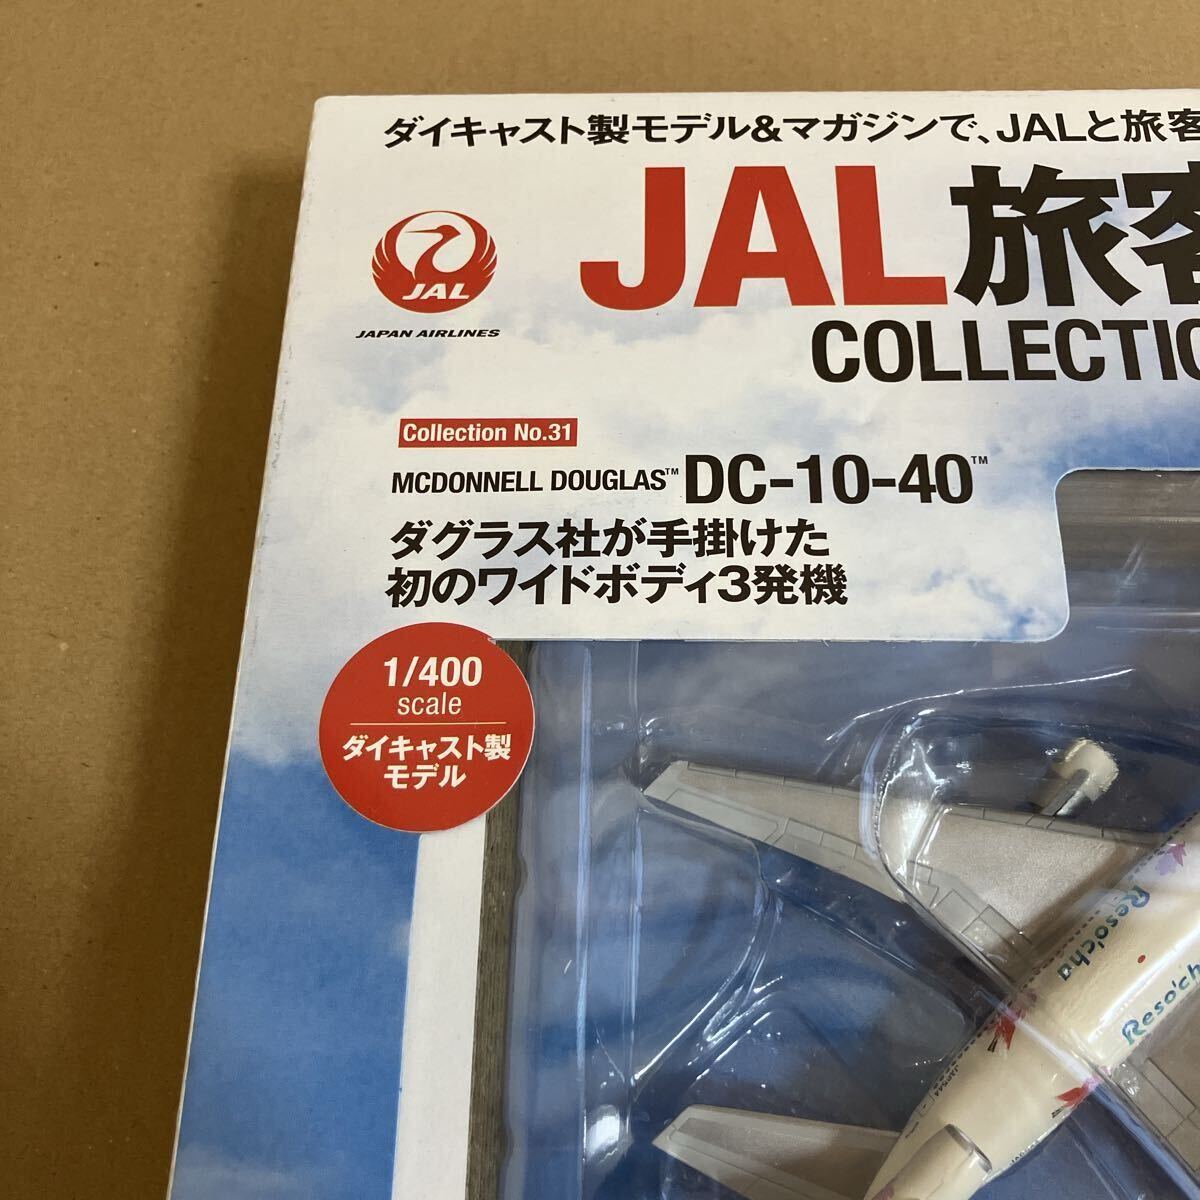 ダイキャスト製モデル&マガジンで、JALと旅客
JAL旅客
COLLECTIO
JAL
JAPAN AIRLINES
Collection No.31
MCDONNELL DOUGLAS™ DC-10-40™
ダグラス社が手掛けた
初のワイドボディ3発機
1/400
scale
ダイキャスト製
モデル
Reso'cha
Reso'ch
JA8544